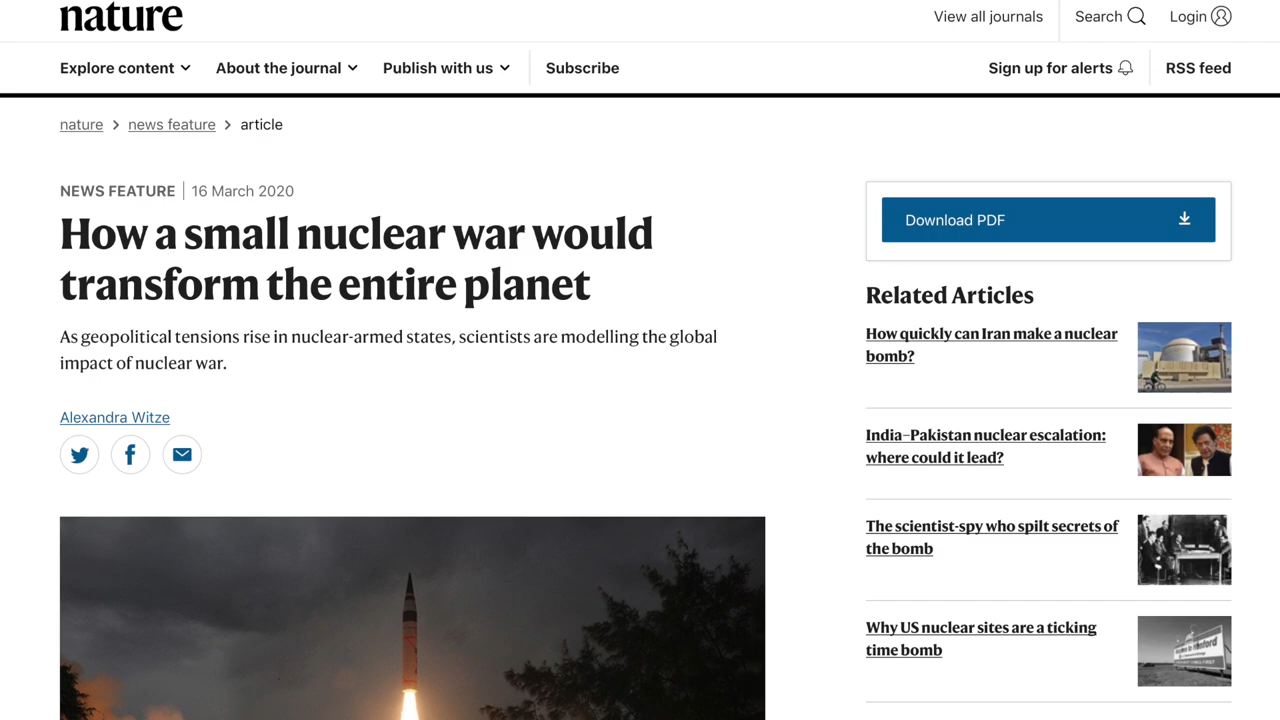 nature
View all journals
Search
Login
Explore content
About the journal
Publish with us
Subscribe
Sign up for alerts
RSS feed
nature > news feature > article
NEWS FEATURE | 16 March 2020
How a small nuclear war would
transform the entire planet
As geopolitical tensions rise in nuclear-armed states, scientists are modelling the global
impact of nuclear war.
Alexandra Witze
Download PDF
Related Articles
How quickly can Iran make a nuclear
bomb?
India–Pakistan nuclear escalation:
where could it lead?
The scientist-spy who spilt secrets of
the bomb
Why US nuclear sites are a ticking
time bomb